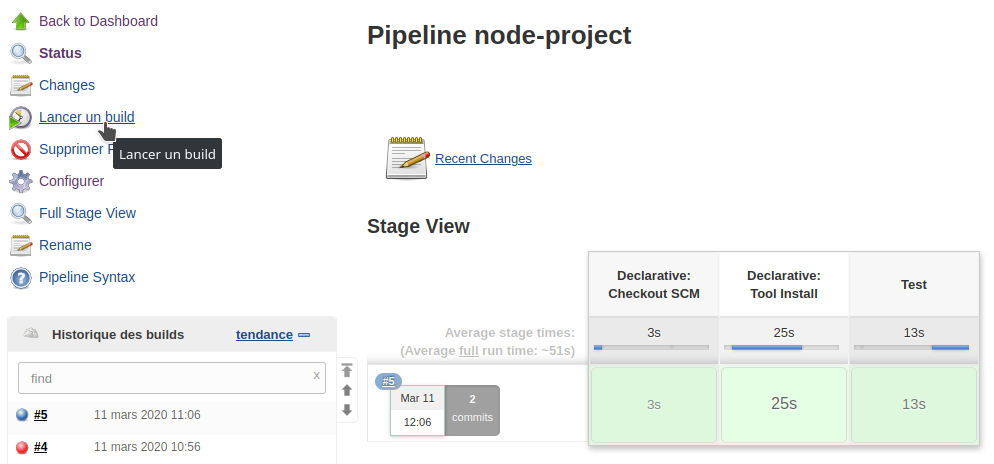 Back to Dashboard
Status
Changes
Lancer un build
Supprimer P
Lancer un build
Configurer
Full Stage View
Rename
Pipeline Syntax
Historique des builds
tendance
find
x
#5
11 mars 2020 11:06
#4
11 mars 2020 10:56
Pipeline node-project
Recent Changes
Stage View
Declarative:
Checkout SCM
Declarative:
Tool Install
Test
Average stage times:
(Average full run time: ~51s)
3s
25s
13s
#5
Mar 11
12:06
2
commits
3s
25s
13s